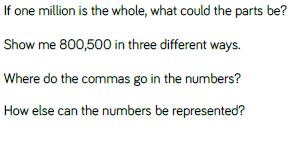 If one million is the whole, what could the parts be?
Show me 800,500 in three different ways.
Where do the commas go in the numbers?
How else can the numbers be represented?